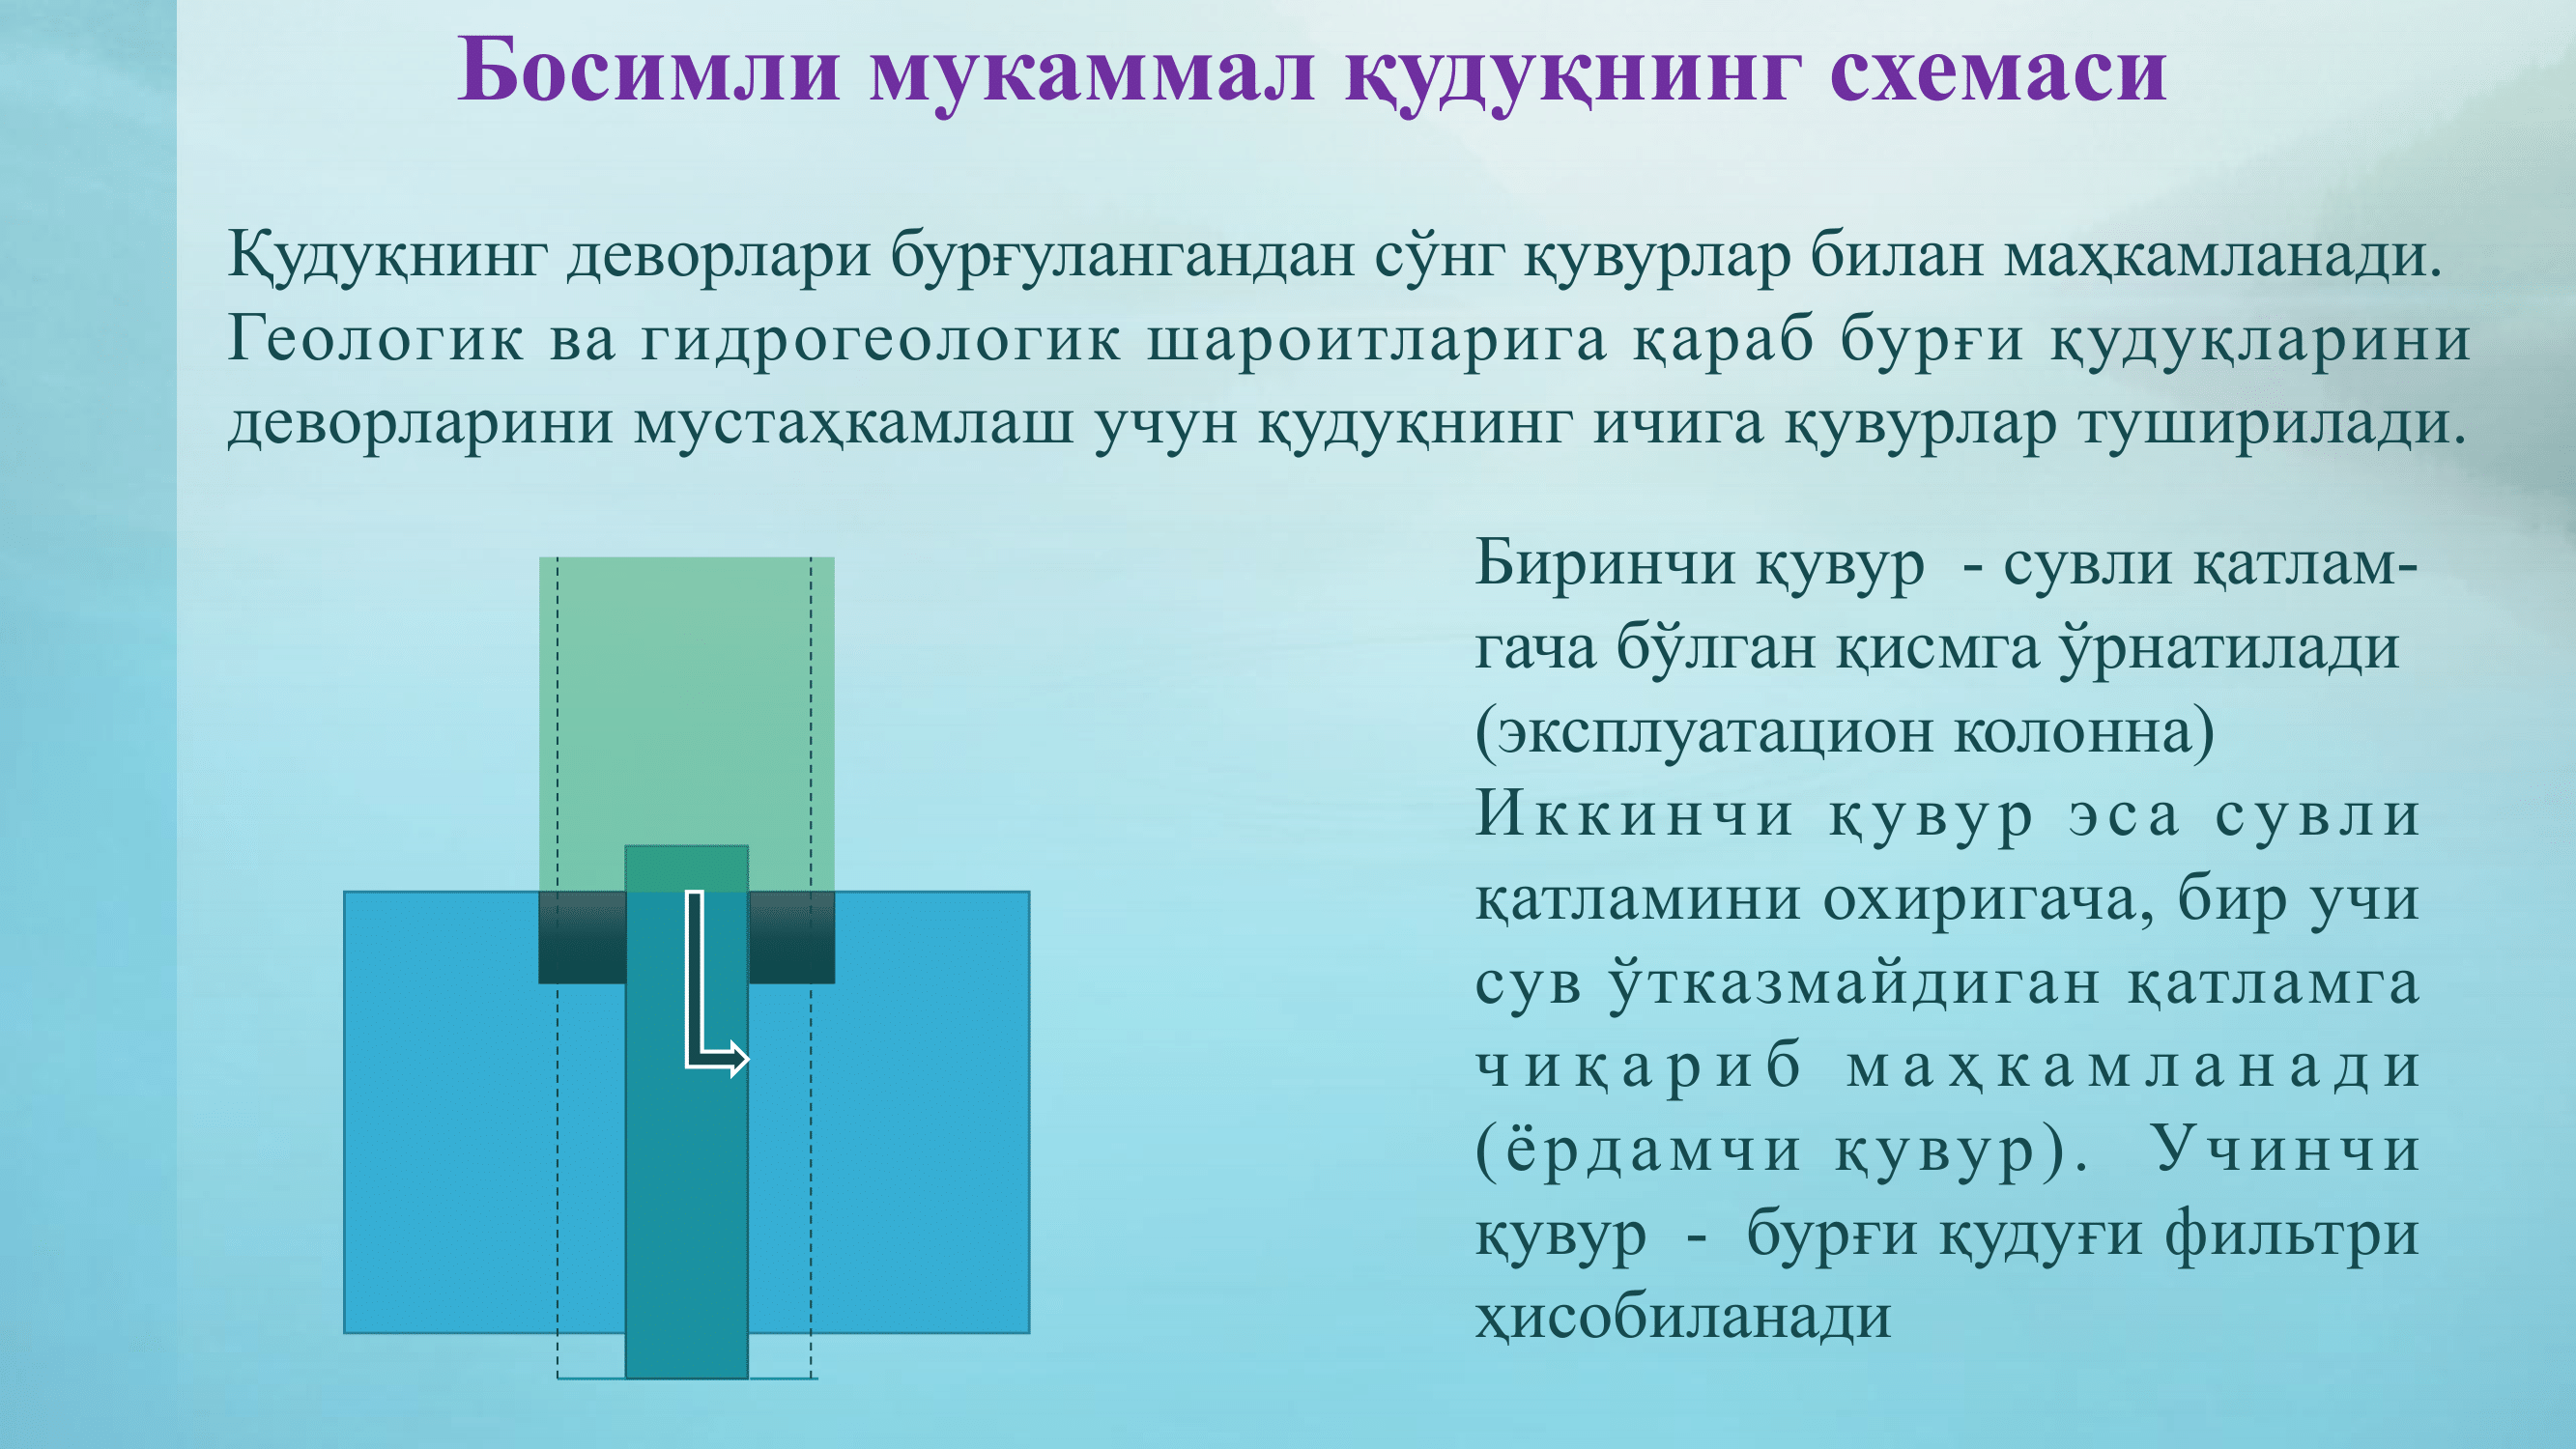 Босимли мукаммал қудуқнинг схемаси
Қудуқнинг деворлари бурғулангандан сўнг қувурлар билан маҳкамланади.
Геологик ва гидрогеологик шароитларига қараб бурғи қудуқларини
деворларини мустаҳкамлаш учун қудуқнинг ичига қувурлар туширилади.
Биринчи қувур - сувли қатлам-
гача бўлган қисмга ўрнатилади
(эксплуатацион колонна)
Иккинчи қувур эса сувли
қатламини охиригача, бир учи
сув ўтказмайдиган қатламга
чиқариб маҳкамланади
(ёрдамчи қувур). Учинчи
қувур - бурғи қудуғи фильтри
ҳисобиланади